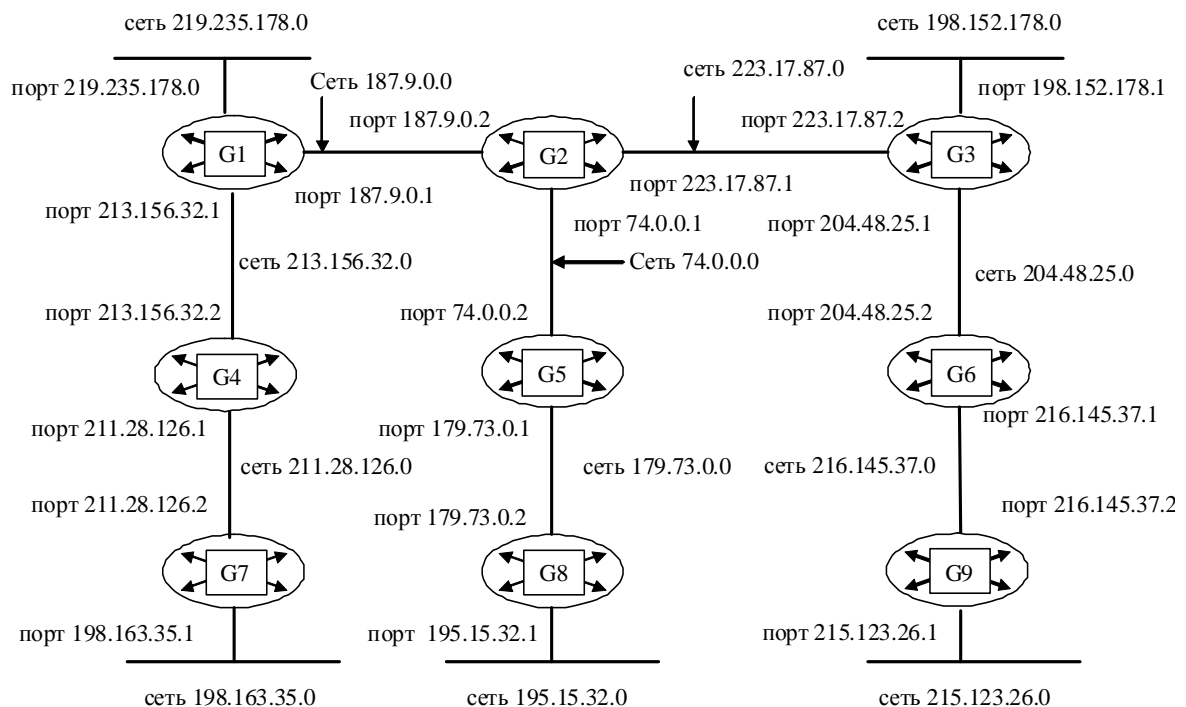 сеть 219.235.178.0
сеть 198.152.178.0
порт 219.235.178.0
Сеть 187.9.0.0
сеть 223.17.87.0
порт 198.152.178.1
порт 187.9.0.2
порт 223.17.87.2
G1
G2
G3
порт 213.156.32.1
порт 187.9.0.1
порт 223.17.87.1
порт 74.0.0.1
порт 204.48.25.1
сеть 213.156.32.0
Сеть 74.0.0.0
сеть 204.48.25.0
порт 213.156.32.2
порт 74.0.0.2
порт 204.48.25.2
G4
G5
G6
порт 211.28.126.1
порт 179.73.0.1
порт 216.145.37.1
сеть 211.28.126.0
сеть 179.73.0.0
сеть 216.145.37.0
порт 211.28.126.2
порт 179.73.0.2
порт 216.145.37.2
G7
G8
G9
порт 198.163.35.1
порт 195.15.32.1
порт 215.123.26.1
сеть 198.163.35.0
сеть 195.15.32.0
сеть 215.123.26.0